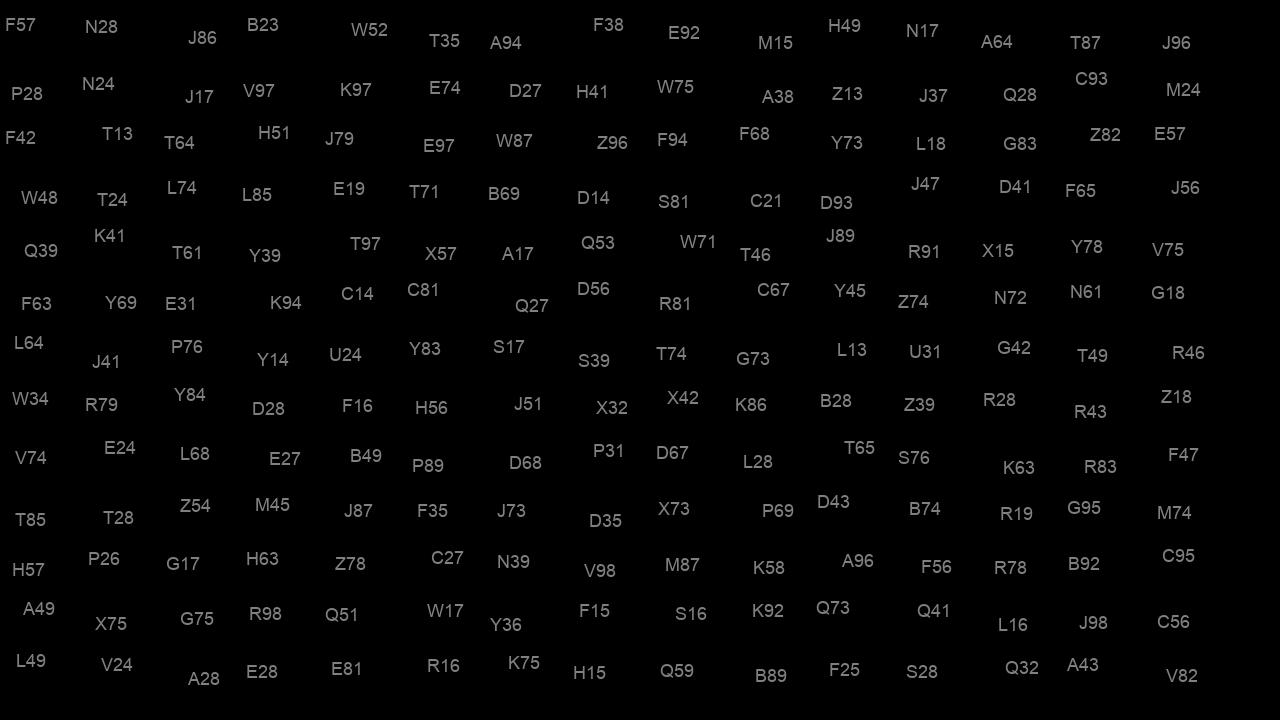 F57 N28 J86 B23 W52 T35 A94 F38 E92 M15 H49 N17 A64 T87 J96
P28 N24 J17 V97 K97 E74 D27 H41 W75 A38 Z13 J37 Q28 C93 M24
F42 T13 T64 H51 J79 E97 W87 Z96 F94 F68 Y73 L18 G83 Z82 E57
W48 T24 L74 L85 E19 T71 B69 D14 S81 C21 D93 J47 D41 F65 J56
Q39 K41 T61 Y39 T97 X57 A17 Q53 W71 T46 J89 R91 X15 Y78 V75
F63 Y69 E31 K94 C14 C81 Q27 D56 R81 C67 Y45 Z74 N72 N61 G18
L64 J41 P76 Y14 U24 Y83 S17 S39 T74 G73 L13 U31 G42 T49 R46
W34 R79 Y84 D28 F16 H56 J51 X32 X42 K86 B28 Z39 R28 R43 Z18
V74 E24 L68 E27 B49 P89 D68 P31 D67 L28 T65 S76 K63 R83 F47
T85 T28 Z54 M45 J87 F35 J73 D35 X73 P69 D43 B74 R19 G95 M74
H57 P26 G17 H63 Z78 C27 N39 V98 M87 K58 A96 F56 R78 B92 C95
A49 X75 G75 R98 Q51 W17 Y36 F15 S16 K92 Q73 Q41 L16 J98 C56
L49 V24 A28 E28 E81 R16 K75 H15 Q59 B89 F25 S28 Q32 A43 V82